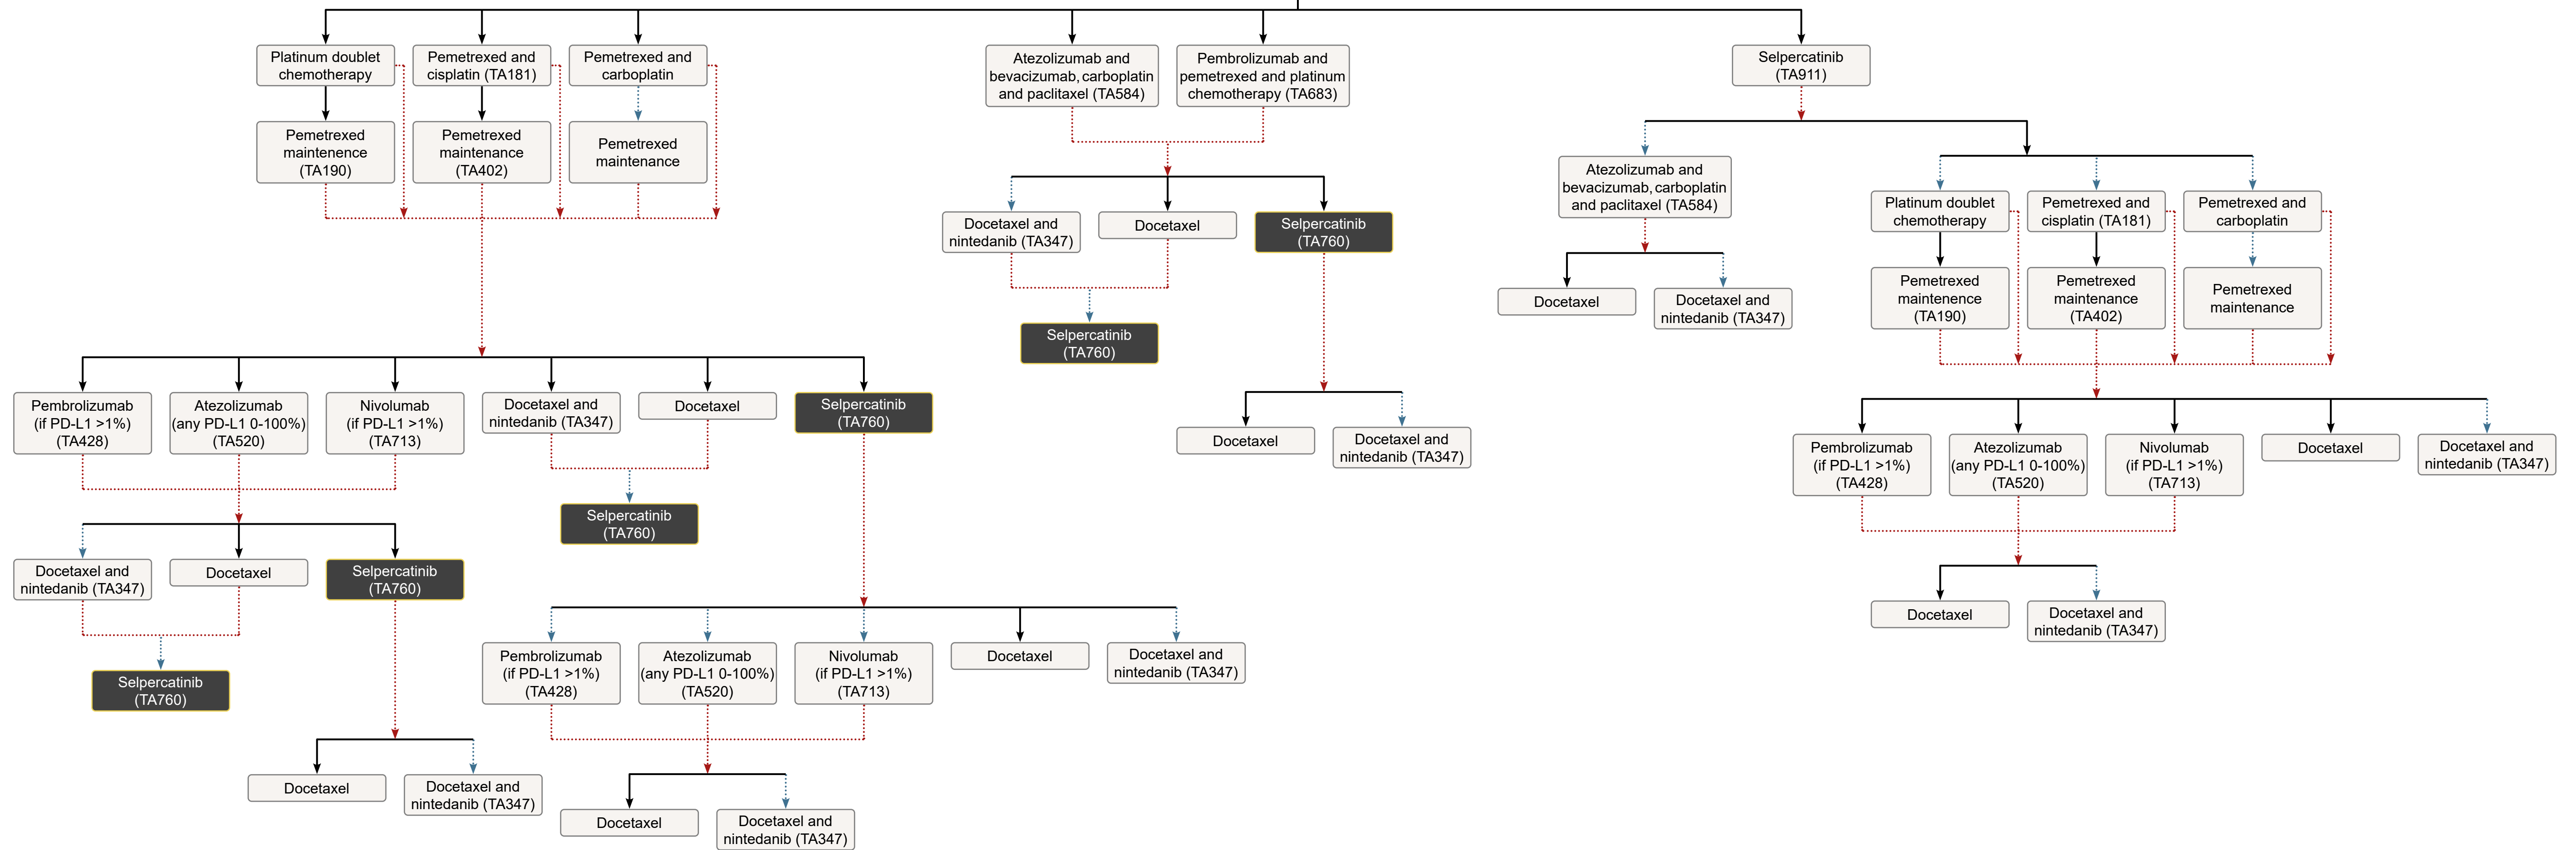 Platinum doublet
chemotherapy
Pemetrexed and
cisplatin (TA181)
Pemetrexed and
carboplatin
Pemetrexed
maintenence
(TA190)
Pemetrexed
maintenance
(TA402)
Pemetrexed
maintenance
Pembrolizumab
(if PD-L1 >1%)
(TA428)
Atezolizumab
(any PD-L1 0-100%)
(TA520)
Nivolumab
(if PD-L1 >1%)
(TA713)
Docetaxel and
nintedanib (TA347)
Docetaxel
Selpercatinib
(TA760)
Selpercatinib
(TA760)
Docetaxel and
nintedanib (TA347)
Docetaxel
Selpercatinib
(TA760)
Selpercatinib
(TA760)
Docetaxel
Docetaxel and
nintedanib (TA347)
Pembrolizumab
(if PD-L1 >1%)
(TA428)
Atezolizumab
(any PD-L1 0-100%)
(TA520)
Nivolumab
(if PD-L1 >1%)
(TA713)
Docetaxel
Docetaxel and
nintedanib (TA347)
Docetaxel
Docetaxel and
nintedanib (TA347)
Atezolizumab and
bevacizumab, carboplatin
and paclitaxel (TA584)
Pembrolizumab and
pemetrexed and platinum
chemotherapy (TA683)
Docetaxel and
nintedanib (TA347)
Docetaxel
Selpercatinib
(TA760)
Selpercatinib
(TA760)
Docetaxel
Docetaxel and
nintedanib (TA347)
Selpercatinib
(TA911)
Atezolizumab and
bevacizumab, carboplatin
and paclitaxel (TA584)
Docetaxel
Docetaxel and
nintedanib (TA347)
Platinum doublet
chemotherapy
Pemetrexed and
cisplatin (TA181)
Pemetrexed and
carboplatin
Pemetrexed
maintenence
(TA190)
Pemetrexed
maintenance
(TA402)
Pemetrexed
maintenance
Pembrolizumab
(if PD-L1 >1%)
(TA428)
Atezolizumab
(any PD-L1 0-100%)
(TA520)
Nivolumab
(if PD-L1 >1%)
(TA713)
Docetaxel
Docetaxel and
nintedanib (TA347)
Docetaxel
Docetaxel and
nintedanib (TA347)